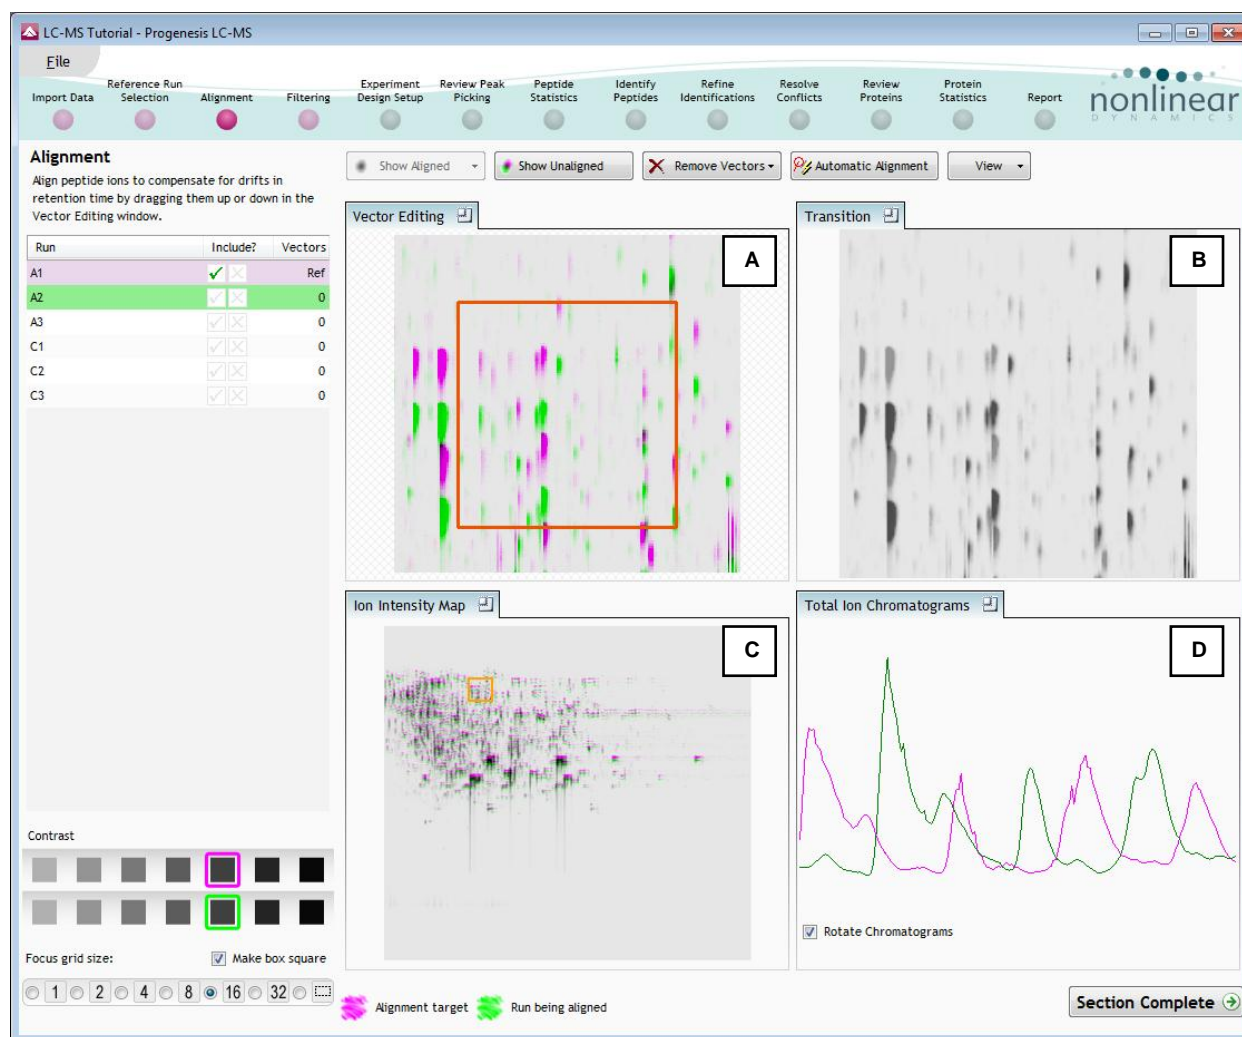 LC-MS Tutorial - Progenesis LC-MS
File
Import Data
Reference Run
Selection
Alignment
Filtering
Experiment
Design Setup
Review Peak
Picking
Peptide
Statistics
Identify
Peptides
Refine
Identifications
Resolve
Conflicts
Review
Proteins
Protein
Statistics
Report
nonlinear
DYNAMICS
Alignment
Align peptide ions to compensate for drifts in
retention time by dragging them up or down in the
Vector Editing window.
Show Aligned
Show Unaligned
Remove Vectors
Automatic Alignment
View
Run Include? Vectors
A1 Ref
A2 0
A3 0
C1 0
C2 0
C3 0
Vector Editing
A
Transition
B
Ion Intensity Map
C
Total Ion Chromatograms
D
Rotate Chromatograms
Contrast
Focus grid size:
Make box square
1 2 4 8 16 32
Alignment target
Run being aligned
Section Complete